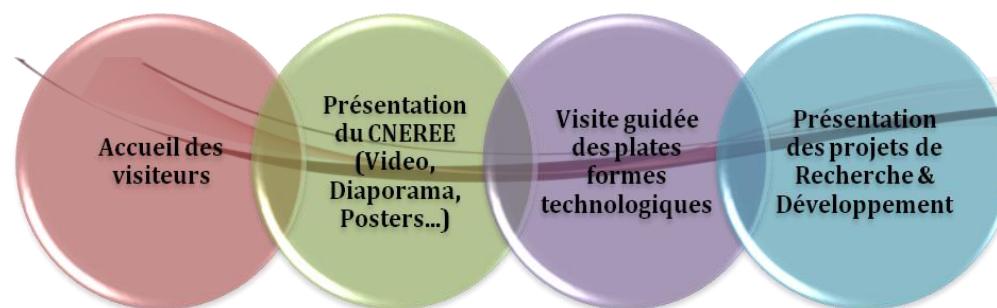 Accueil des
visiteurs
Présentation
du CNEREE
(Video,
Diaporama,
Posters...)
Visite guidée
des plates
formes
technologiques
Présentation
des projets de
Recherche &
Développement